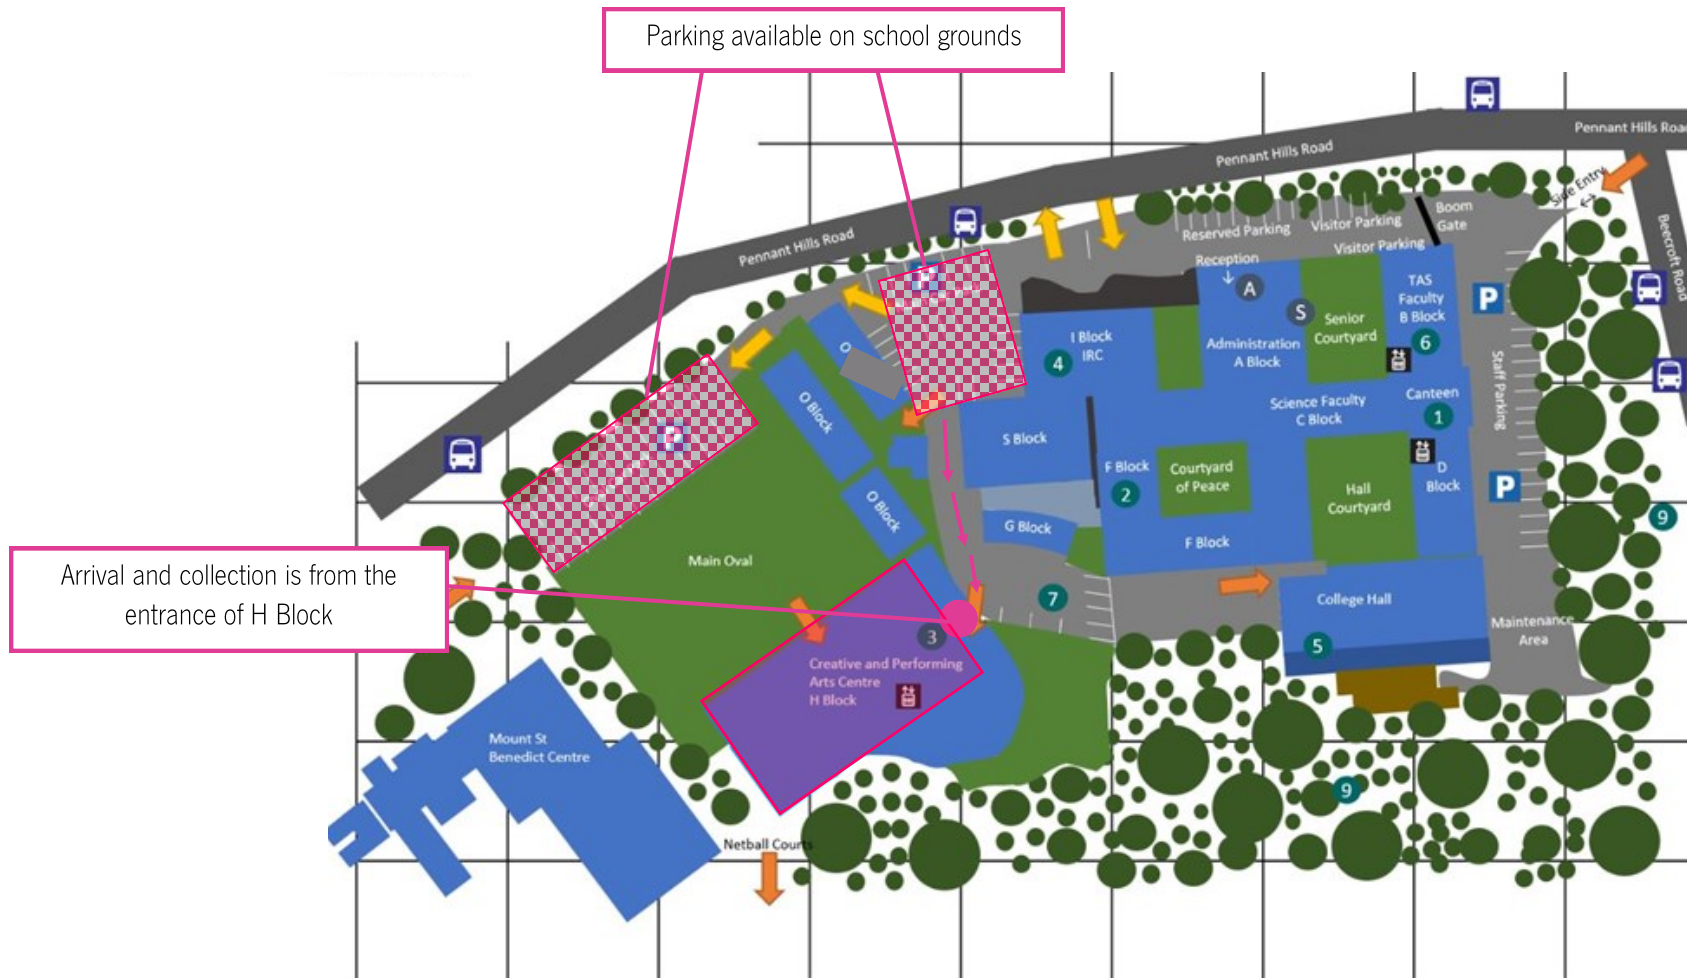 Parking available on school grounds
Pennant Hills Road
Pennant Hills Road
Pennant Hills Road
Side Entry
Beecroft Road
Boom
Gate
Visitor Parking
Reserved Parking
Visitor Parking
Reception
A
S
P
TAS
Faculty
B Block
6
P
Senior
Courtyard
Administration
A Block
I Block
IRC
4
O
O Block
P
Staff Parking
Canteen
1
Science Faculty
C Block
S Block
F Block
2
Courtyard
of Peace
Hall
Courtyard
D
Block
P
9
O Block
G Block
F Block
Main Oval
Arrival and collection is from the
entrance of H Block
7
College Hall
5
Maintenance
Area
3
Creative and Performing
Arts Centre
H Block
Mount St
Benedict Centre
9
Netball Courts